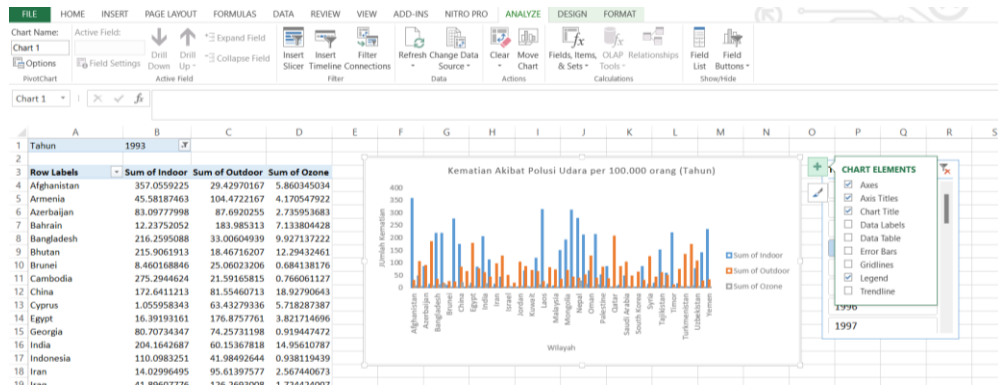 FILE HOME INSERT PAGE LAYOUT FORMULAS DATA REVIEW VIEW ADD-INS NITRO PRO ANALYZE DESIGN FORMAT
Chart Name:
Chart 1
Options
PivotChart
Active Field:
Field Settings
Drill Down
Drill Up
Expand Field
Collapse Field
Active Field
Insert Slicer
Insert Timeline
Filter Connections
Filter
Refresh
Change Data Source
Data
Clear
Move Chart
Actions
Fields, Items, & Sets
OLAP Tools
Relationships
Calculations
Field List
Field Buttons
Show/Hide
Chart 1 fx
A B C D E F G H I J K L M N O P Q R S
1 Tahun 1993
2
3 Row Labels Sum of Indoor Sum of Outdoor Sum of Ozone
4 Afghanistan 357.0559225 29.42970167 5.860345034
5 Armenia 45.58187463 104.4722167 4.170547922
6 Azerbaijan 83.09777998 87.6920255 2.735953683
7 Bahrain 12.23752052 183.985313 7.133804428
8 Bangladesh 216.2595088 33.00604939 9.927137222
9 Bhutan 215.9061913 18.46716207 12.29432461
10 Brunei 8.460168846 25.06023206 0.684138176
11 Cambodia 275.2944624 21.59165815 0.766061127
12 China 172.6411213 81.55460713 18.92790643
13 Cyprus 1.055958343 63.43279336 5.718287387
14 Egypt 16.39193161 176.8757761 3.821714696
15 Georgia 80.70734347 74.25731198 0.919447472
16 India 204.1642687 60.15367818 14.95610787
17 Indonesia 110.0983251 41.98492644 0.938119439
18 Iran 14.02996495 95.61397577 2.567440673
Kematian Akibat Polusi Udara per 100.000 orang (Tahun)
Jumlah Kematian
400
350
300
250
200
150
100
50
0
Afghanistan
Azerbaijan
Bangladesh
Brunei
China
Egypt
India
Iran
Israel
Jordan
Kuwait
Laos
Malaysia
Mongolia
Nepal
Oman
Palestine
Qatar
Saudi Arabia
South Korea
Syria
Tajikistan
Timor
Turkmenistan
Uzbekistan
Yemen
Wilayah
Sum of Indoor
Sum of Outdoor
Sum of Ozone
CHART ELEMENTS
Axes
Axis Titles
Chart Title
Data Labels
Data Table
Error Bars
Gridlines
Legend
Trendline
1996
1997